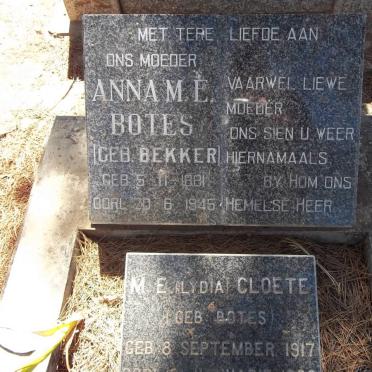 MET TERE LIEFDE AAN
ONS MOEDER
ANNA M. E.
BOTES
[GEB. BEKKER]
GEB. 5-11-1881
OORL. 20-6-1945
VAARWEL LIEWE
MOEDER
ONS SIEN U WEER
HIERNAMAALS
BY HOM ONS
HEMELSE HEER
M. E. (LYDIA) CLOETE
[GEB BOTES]
GEB 8 SEPTEMBER 1917